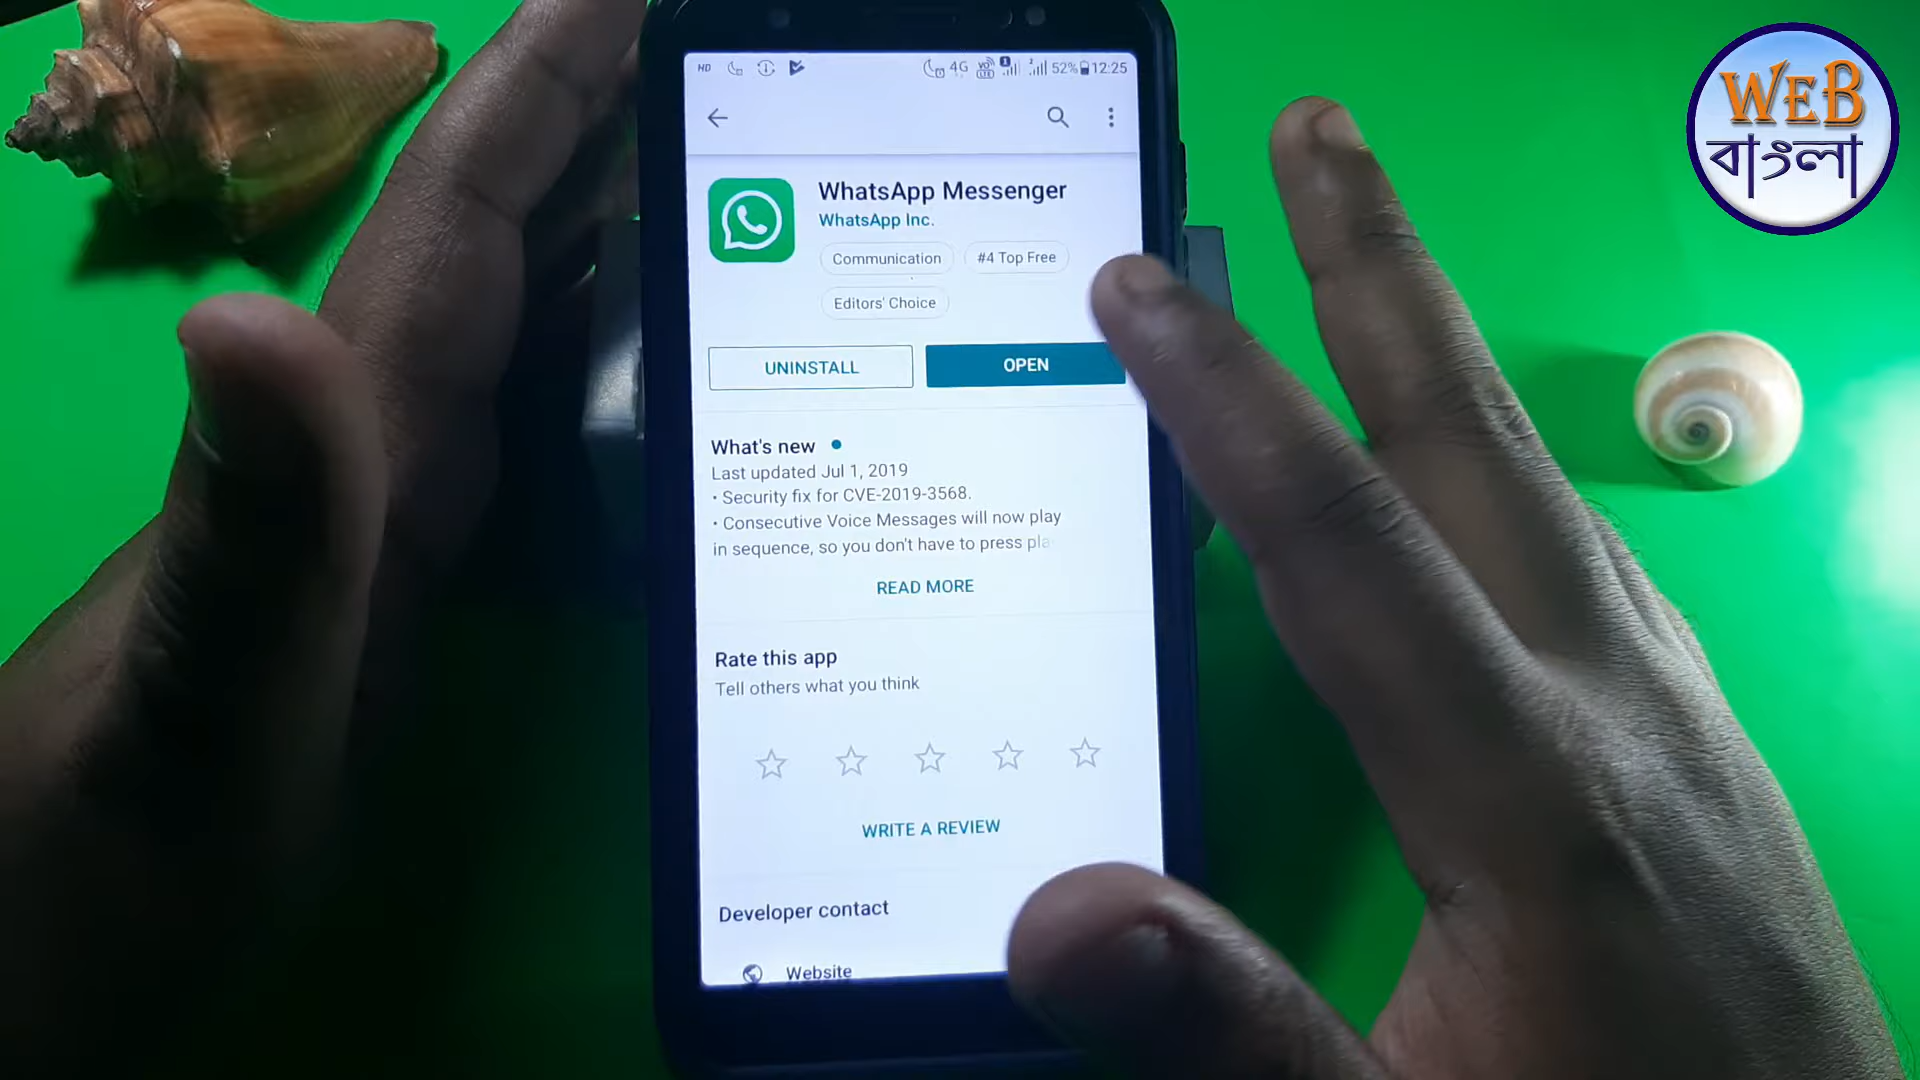 HD
4G
52%
12:25
WhatsApp Messenger
WhatsApp Inc.
Communication
#4 Top Free
Editors' Choice
UNINSTALL
OPEN
What's new
Last updated Jul 1, 2019
• Security fix for CVE-2019-3568.
• Consecutive Voice Messages will now play
in sequence, so you don't have to press pla
READ MORE
Rate this app
Tell others what you think
WRITE A REVIEW
Developer contact
Website
WEB
বাংলা